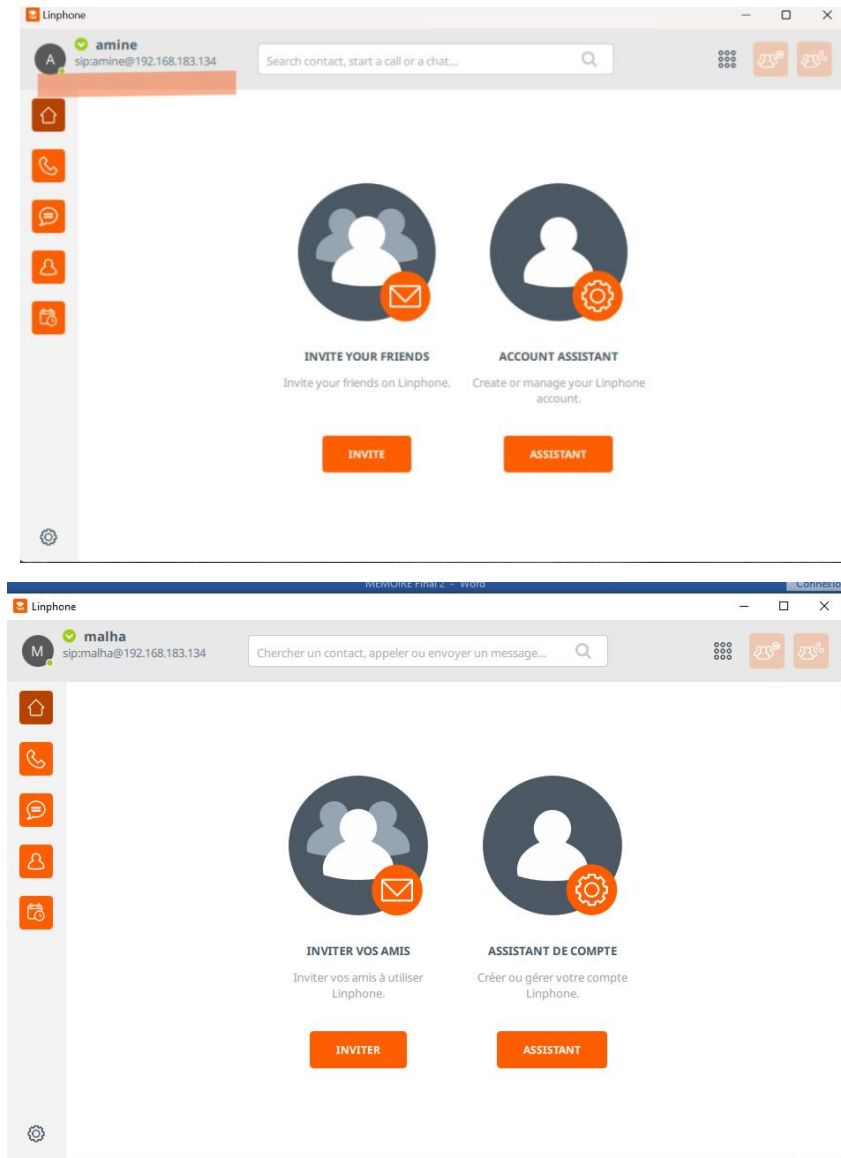 Linphone
amine
A
sip:amine@192.168.183.134
Search contact, start a call or a chat...
INVITE YOUR FRIENDS
ACCOUNT ASSISTANT
Invite your friends on Linphone.
Create or manage your Linphone
account.
INVITE
ASSISTANT
MEMOIRE Final 2 - Word
Connexio
Linphone
malha
M
sip:malha@192.168.183.134
Chercher un contact, appeler ou envoyer un message...
INVITER VOS AMIS
ASSISTANT DE COMPTE
Inviter vos amis à utiliser
Linphone.
Créer ou gérer votre compte
Linphone.
INVITER
ASSISTANT